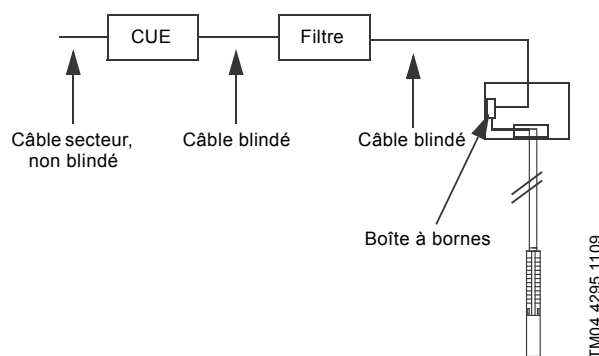 CUE
Filtre
Câble secteur,
non blindé
Câble blindé
Câble blindé
Boîte à bornes
TM04 4295 1109